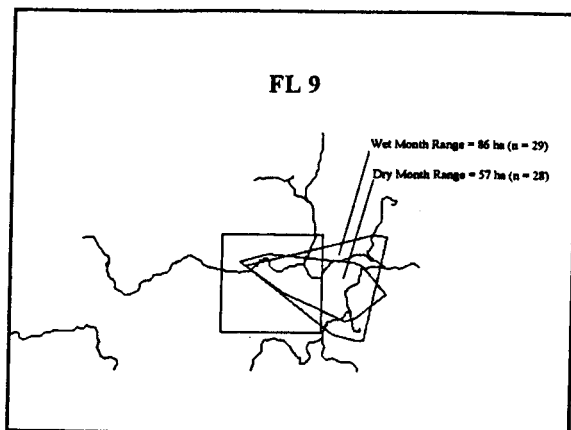 FL 9
Wet Month Range = 86 ha (n = 29)
Dry Month Range = 57 ha (n = 28)